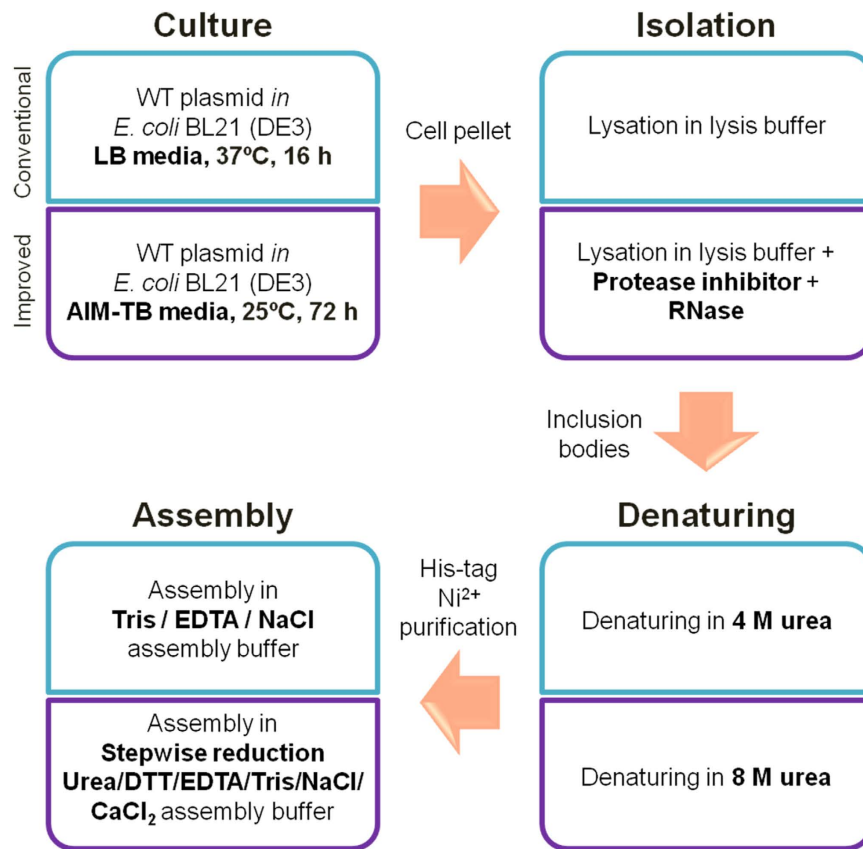 Culture
Conventional
WT plasmid in
E. coli BL21 (DE3)
LB media, 37ºC, 16 h
Improved
WT plasmid in
E. coli BL21 (DE3)
AIM-TB media, 25ºC, 72 h
Cell pellet
Isolation
Lysation in lysis buffer
Lysation in lysis buffer +
Protease inhibitor +
RNase
Inclusion
bodies
Denaturing
Denaturing in 4 M urea
Denaturing in 8 M urea
His-tag
Ni²⁺
purification
Assembly
Assembly in
Tris / EDTA / NaCl
assembly buffer
Assembly in
Stepwise reduction
Urea/DTT/EDTA/Tris/NaCl/
CaCl₂ assembly buffer